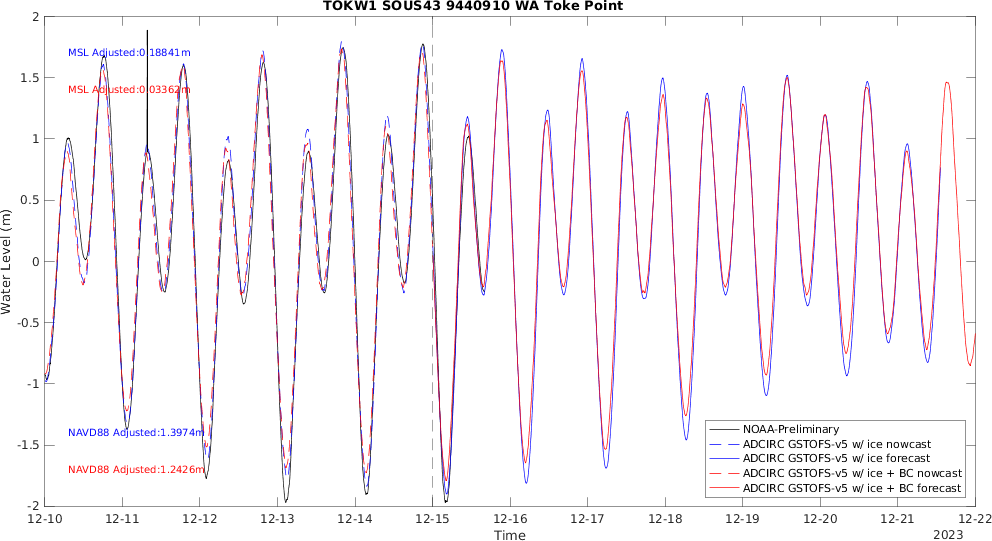 TOKW1 SOUS43 9440910 WA Toke Point
2
1.5
1
0.5
0
-0.5
-1
-1.5
-2
Water Level (m)
MSL Adjusted:0.18841m
MSL Adjusted:0.03362m
NAVD88 Adjusted:1.3974m
NAVD88 Adjusted:1.2426m
NOAA-Preliminary
ADCIRC GSTOFS-v5 w/ ice nowcast
ADCIRC GSTOFS-v5 w/ ice forecast
ADCIRC GSTOFS-v5 w/ ice + BC nowcast
ADCIRC GSTOFS-v5 w/ ice + BC forecast
12-10 12-11 12-12 12-13 12-14 12-15 12-16 12-17 12-18 12-19 12-20 12-21 12-22
Time
2023